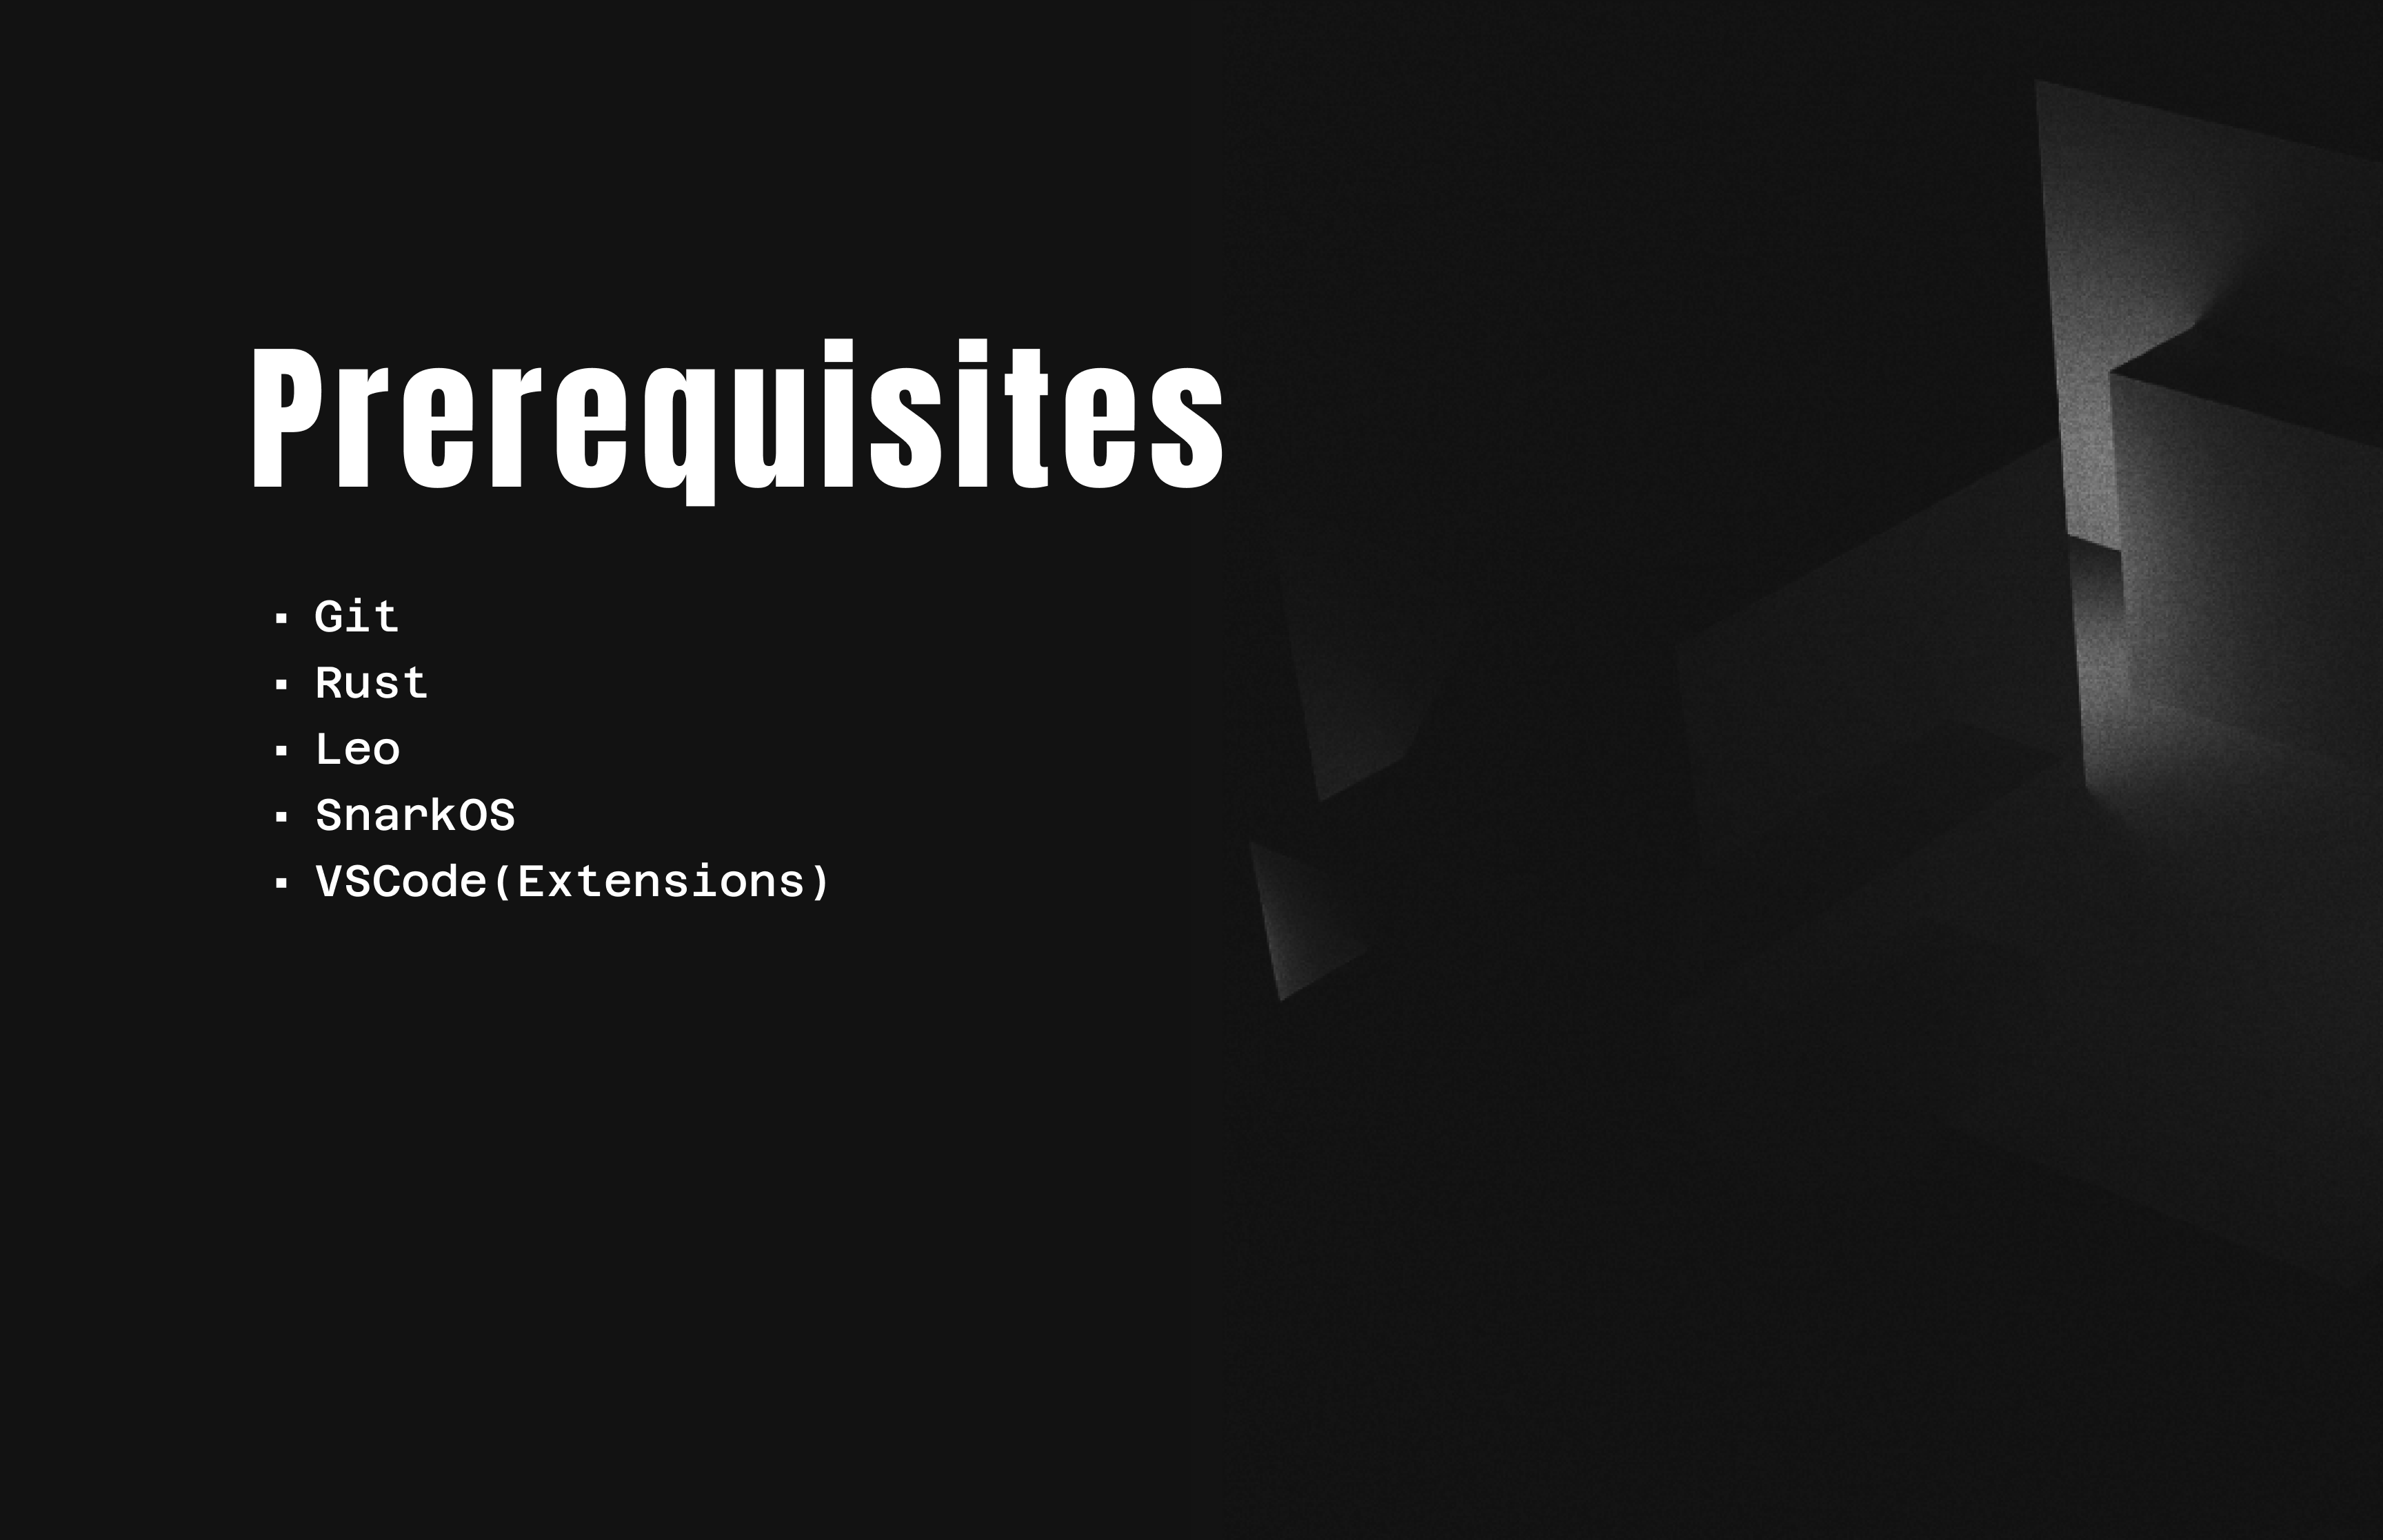 Prerequisites
▪ Git
▪ Rust
▪ Leo
▪ SnarkOS
▪ VSCode(Extensions)